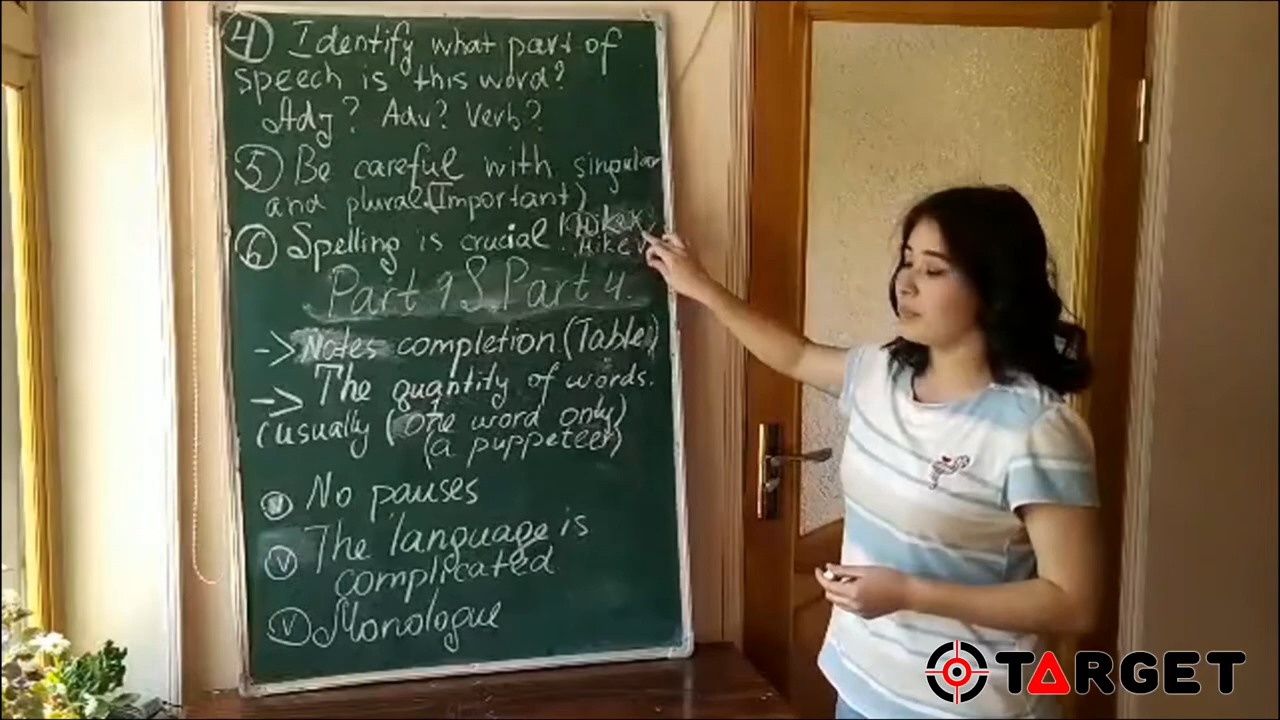 4 Identify what part of
speech is this word?
Adj? Adv? Verb?
5 Be careful with singular
and plural (Important)
6 Spelling is crucial!
Part 1 Part 4.
-> Notes completion (Table)
-> The quantity of words.
(usually (one word only)
(a puppeteer)
V No pauses
V The language is
complicated
V Monologue
TARGET